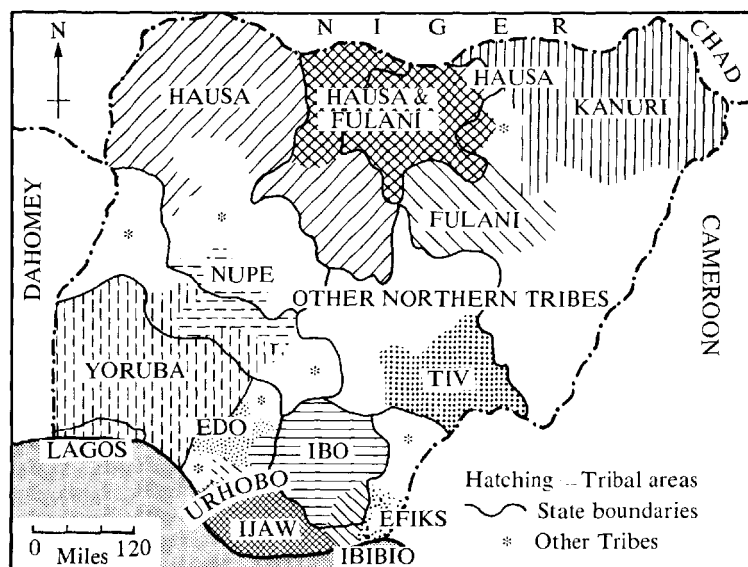 N
N I G E R
CHAD
HAUSA
HAUSA
HAUSA &
FULANI
KANURI
*
FULANI
*
*
DAHOMEY
CAMEROON
NUPE
OTHER NORTHERN TRIBES
YORUBA
*
TIV
EDO
IBO
*
LAGOS
*
URHOBO
IJAW
EFIKS
IBIBIO
Hatching -- Tribal areas
State boundaries
* Other Tribes
0 Miles 120